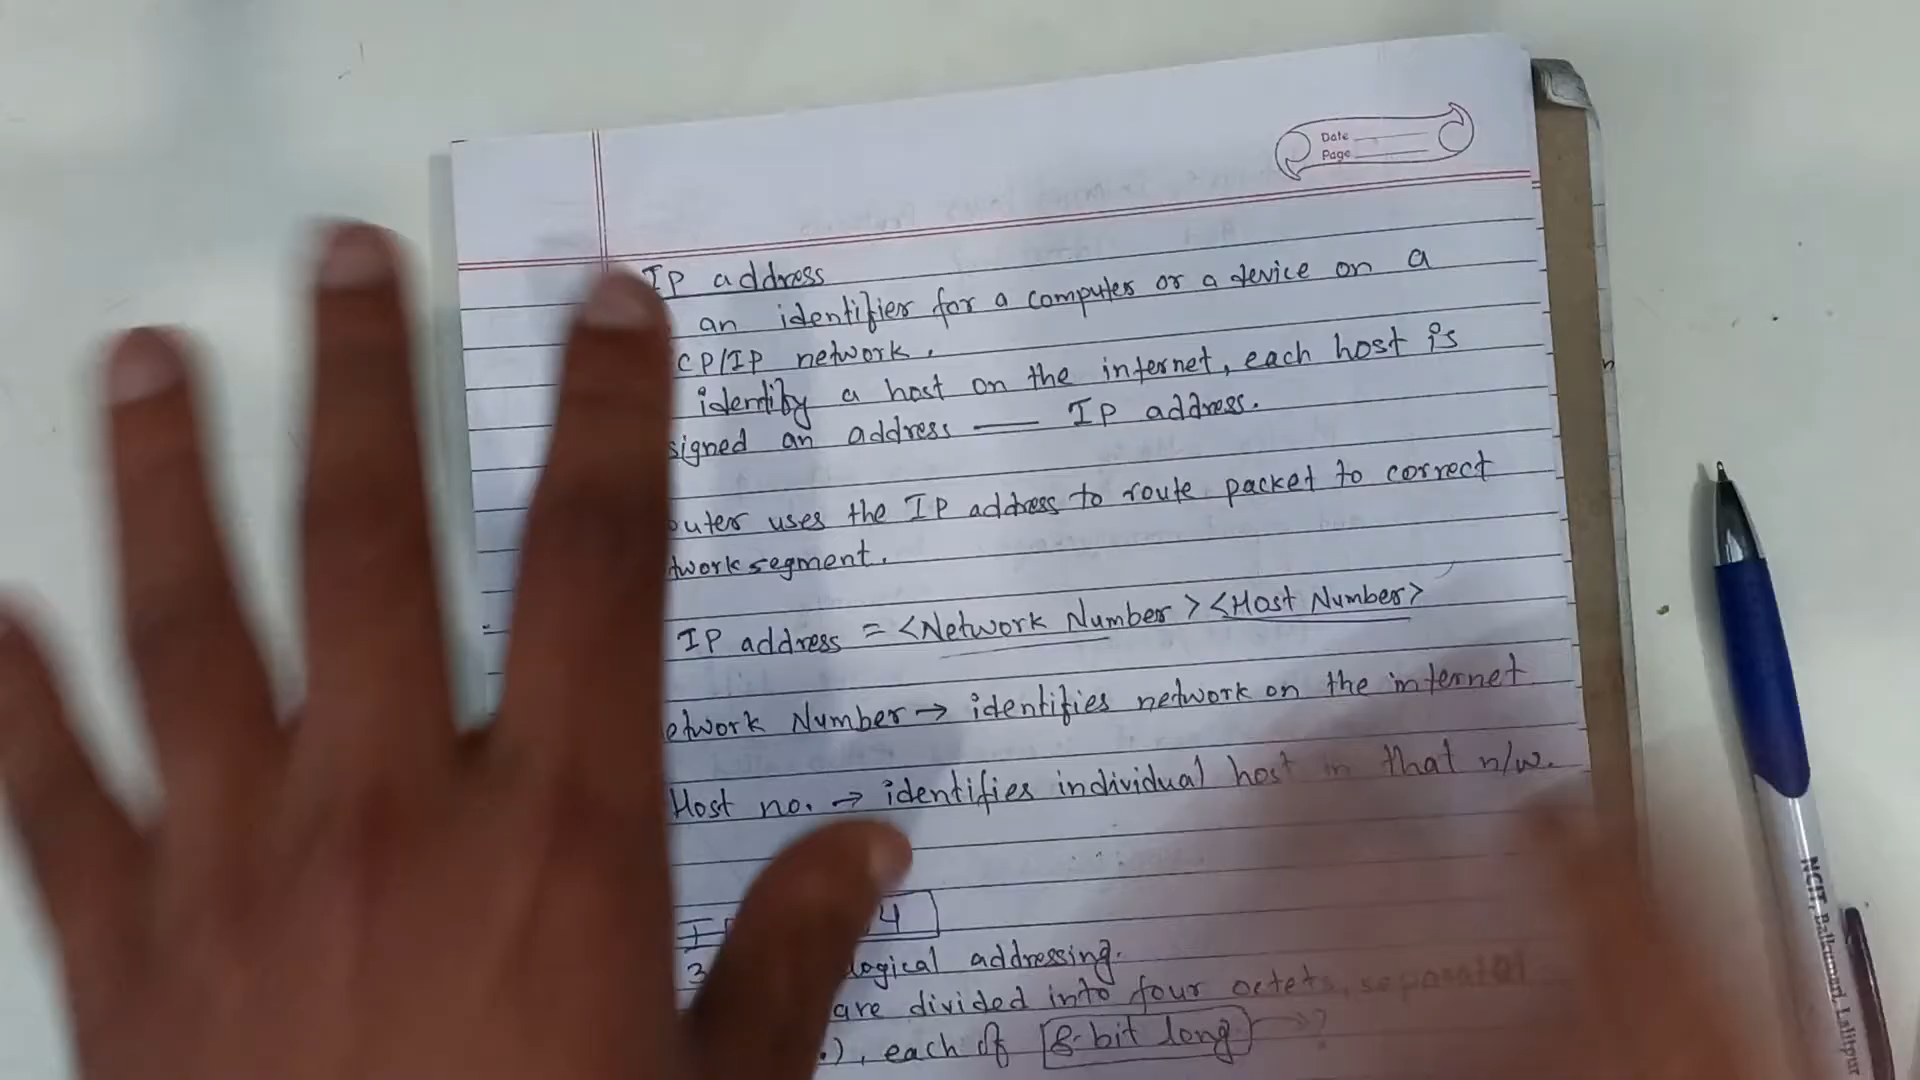 Date
Page
IP address
an identifier for a computer or a device on a
CP/IP network.
identify a host on the internet, each host is
signed an address — IP address.
outer uses the IP address to route packet to correct
twork segment.
IP address = <Network Number> <Host Number>
etwork Number → identifies network on the internet
Host no. → identifies individual host in that n/w.
4
3 logical addressing.
are divided into four octets, separated
.), each of 8-bit long → ?
NCIT, Balkumari, Lalitpur